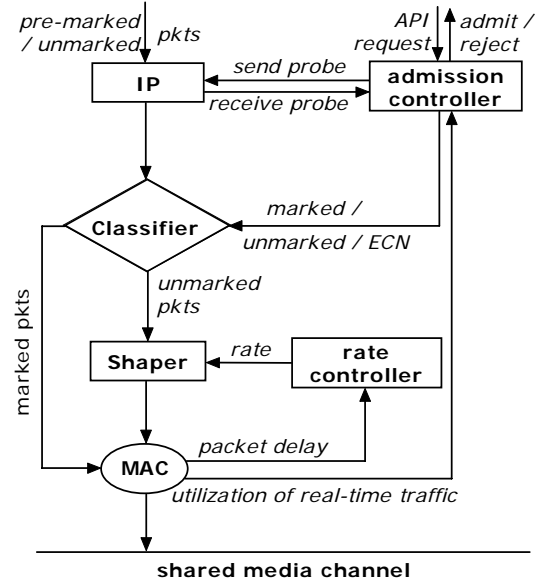 pre-marked
/ unmarked
pkts
API
request
admit /
reject
IP
send probe
receive probe
admission
controller
Classifier
marked /
unmarked / ECN
unmarked
pkts
marked pkts
Shaper
rate
rate
controller
MAC
packet delay
utilization of real-time traffic
shared media channel